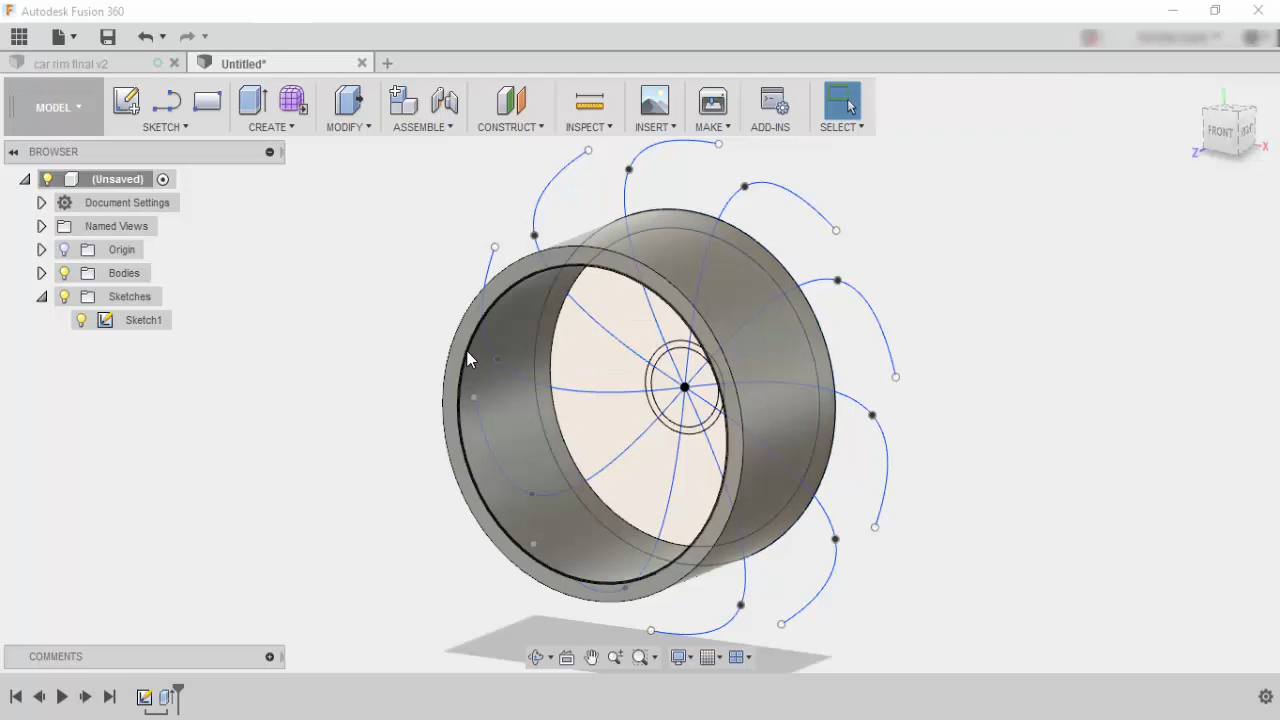 Autodesk Fusion 360
car rim final v2
Untitled*
MODEL
SKETCH
CREATE
MODIFY
ASSEMBLE
CONSTRUCT
INSPECT
INSERT
MAKE
ADD-INS
SELECT
BROWSER
(Unsaved)
Document Settings
Named Views
Origin
Bodies
Sketches
Sketch1
FRONT
Z
X
COMMENTS